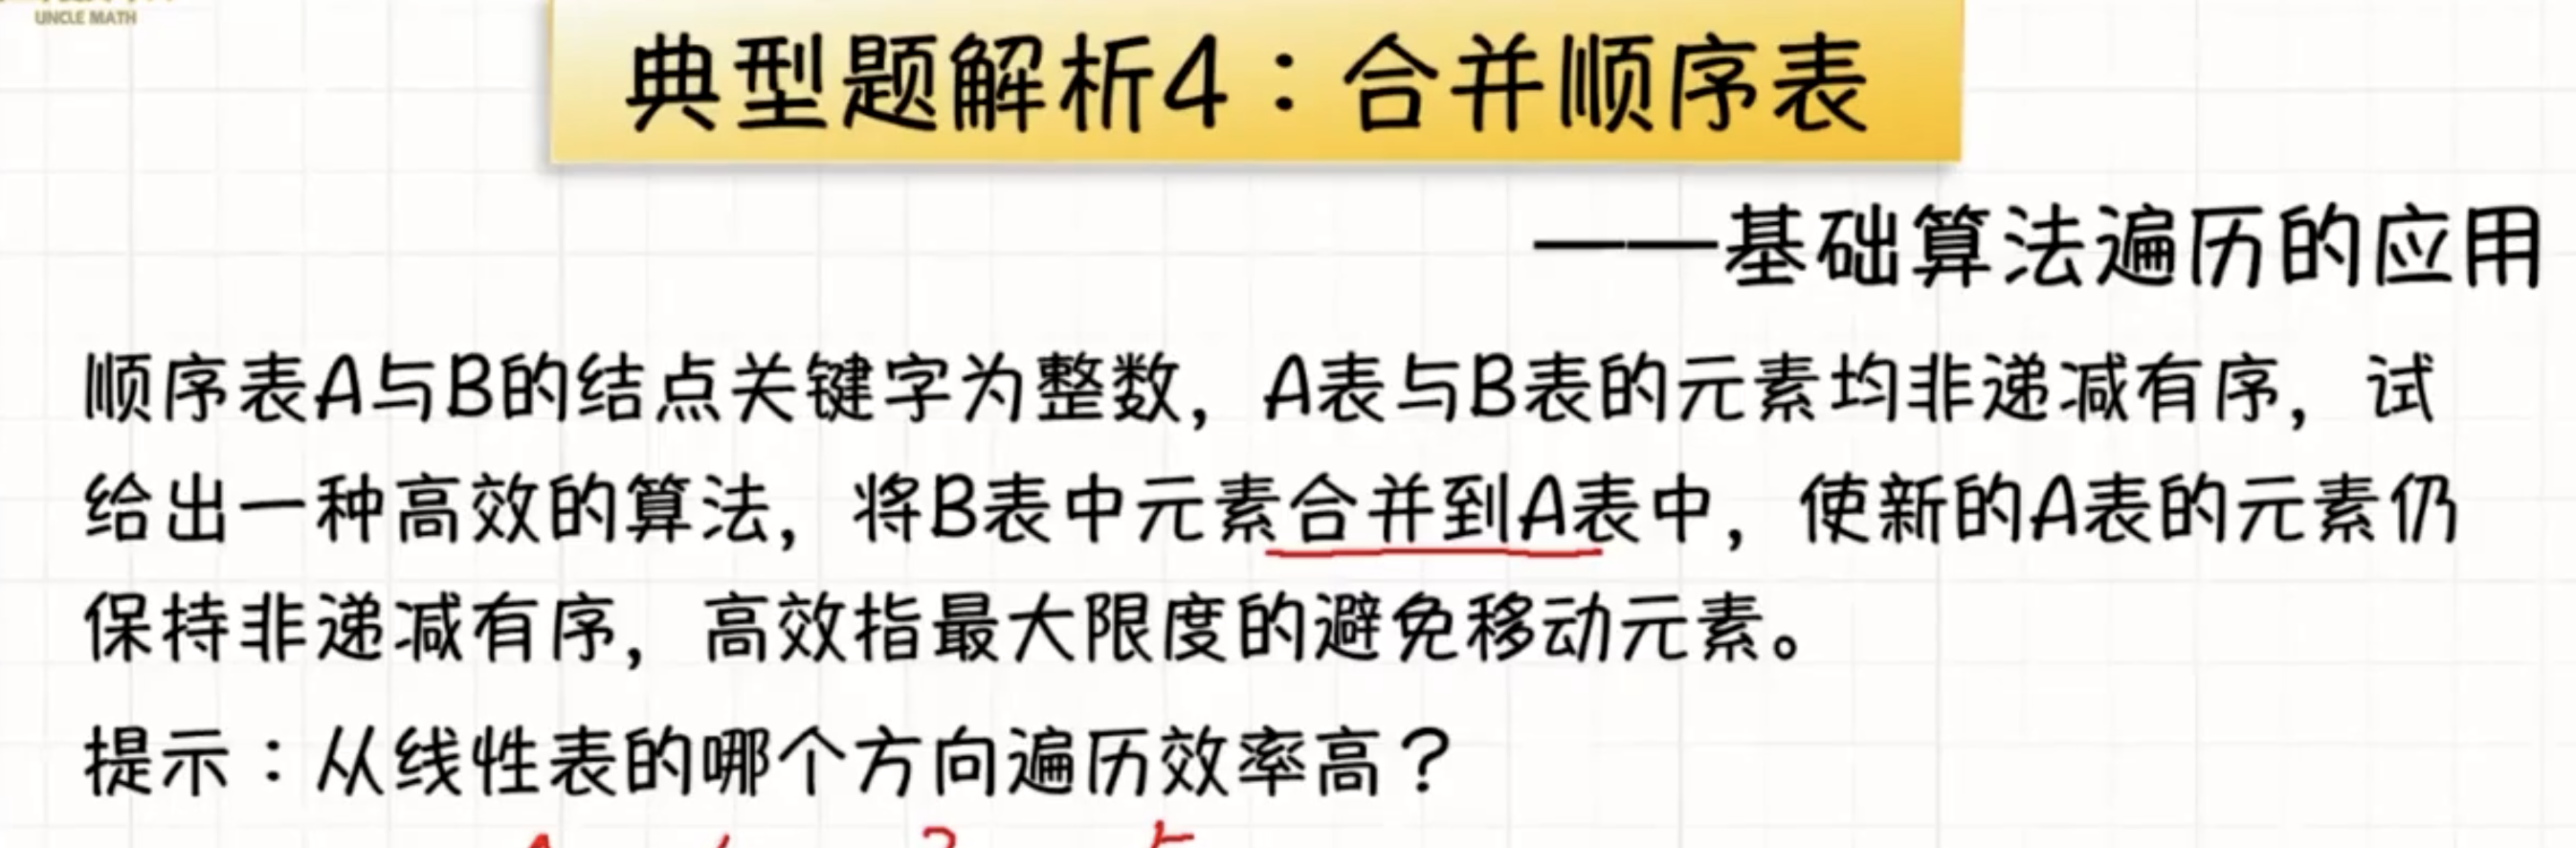 UNCLE MATH
典型题解析4：合并顺序表
——基础算法遍历的应用
顺序表A与B的结点关键字为整数，A表与B表的元素均非递减有序，试
给出一种高效的算法，将B表中元素合并到A表中，使新的A表的元素仍
保持非递减有序，高效指最大限度的避免移动元素。
提示：从线性表的哪个方向遍历效率高？